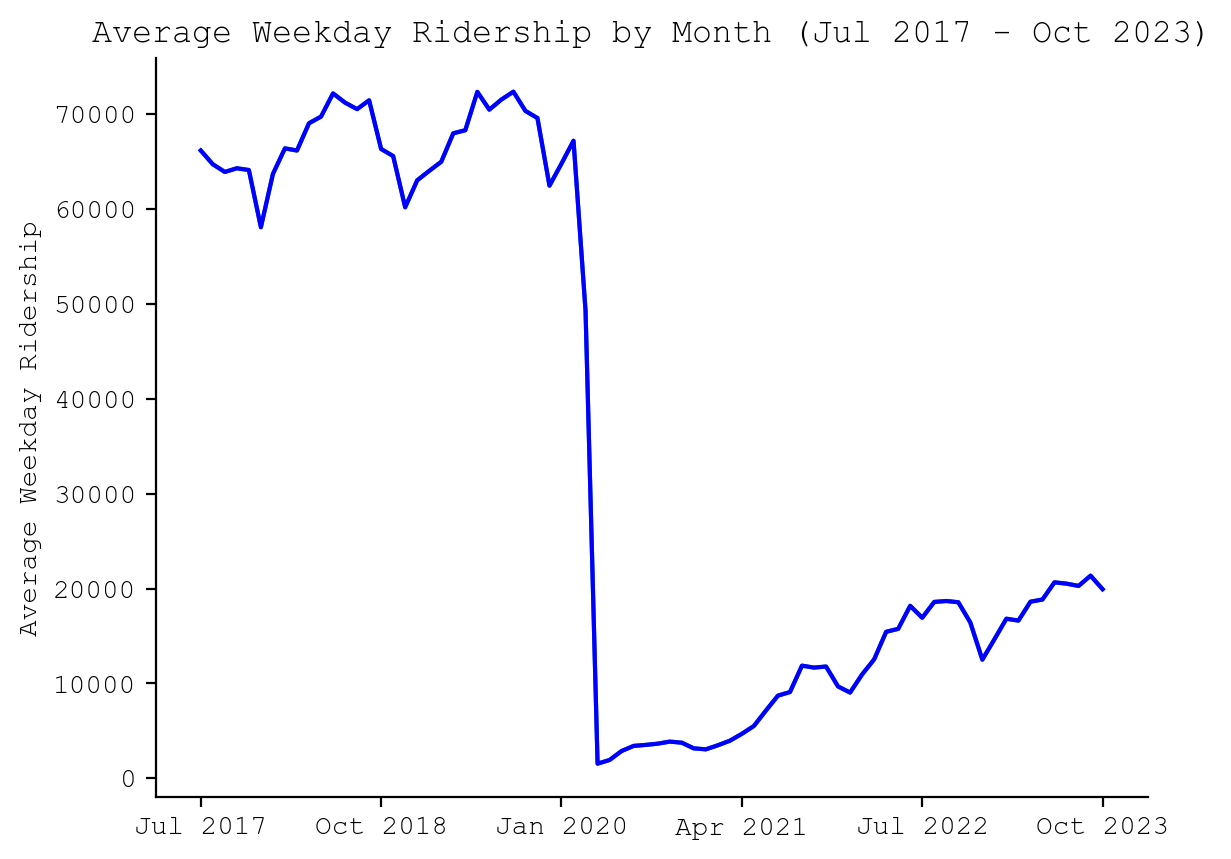 Average Weekday Ridership by Month (Jul 2017 - Oct 2023)
Average Weekday Ridership
70000
60000
50000
40000
30000
20000
10000
0
Jul 2017 Oct 2018 Jan 2020 Apr 2021 Jul 2022 Oct 2023